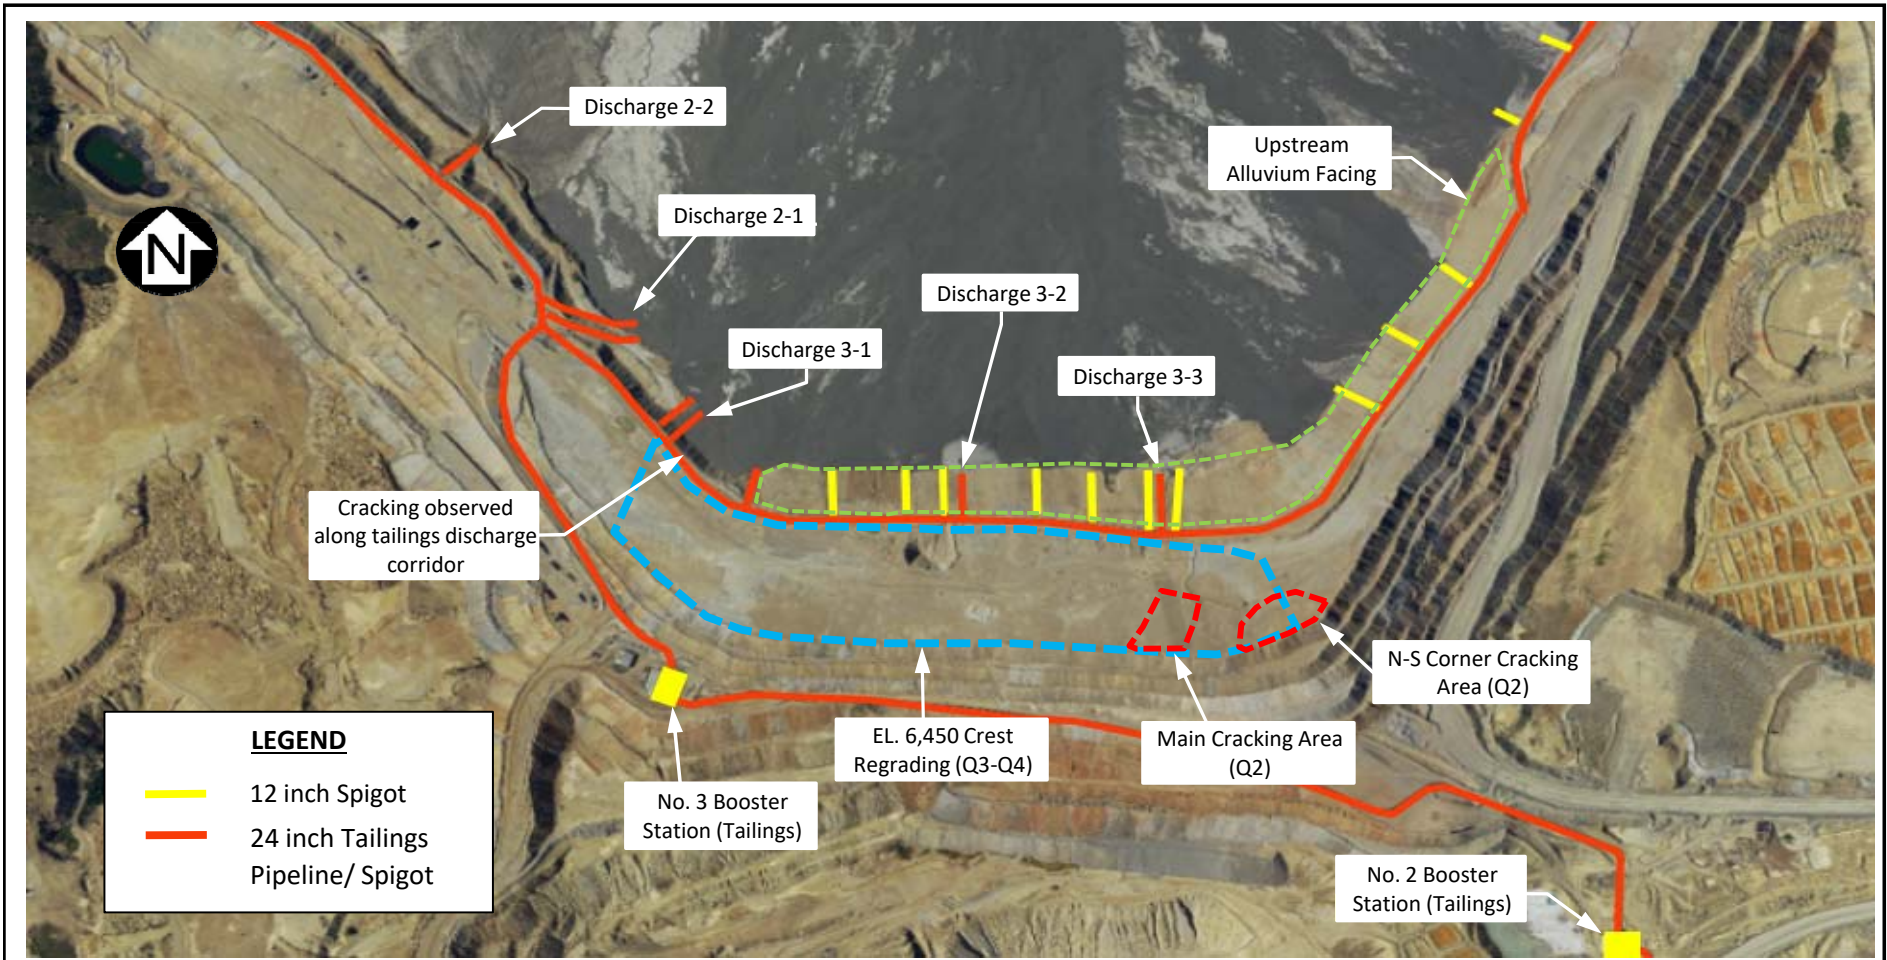 Discharge 2-2
Upstream
Alluvium Facing
Discharge 2-1
N
Discharge 3-2
Discharge 3-1
Discharge 3-3
Cracking observed
along tailings discharge
corridor
N-S Corner Cracking
Area (Q2)
EL. 6,450 Crest
Regrading (Q3-Q4)
Main Cracking Area
(Q2)
No. 3 Booster
Station (Tailings)
No. 2 Booster
Station (Tailings)
LEGEND
12 inch Spigot
24 inch Tailings
Pipeline/ Spigot